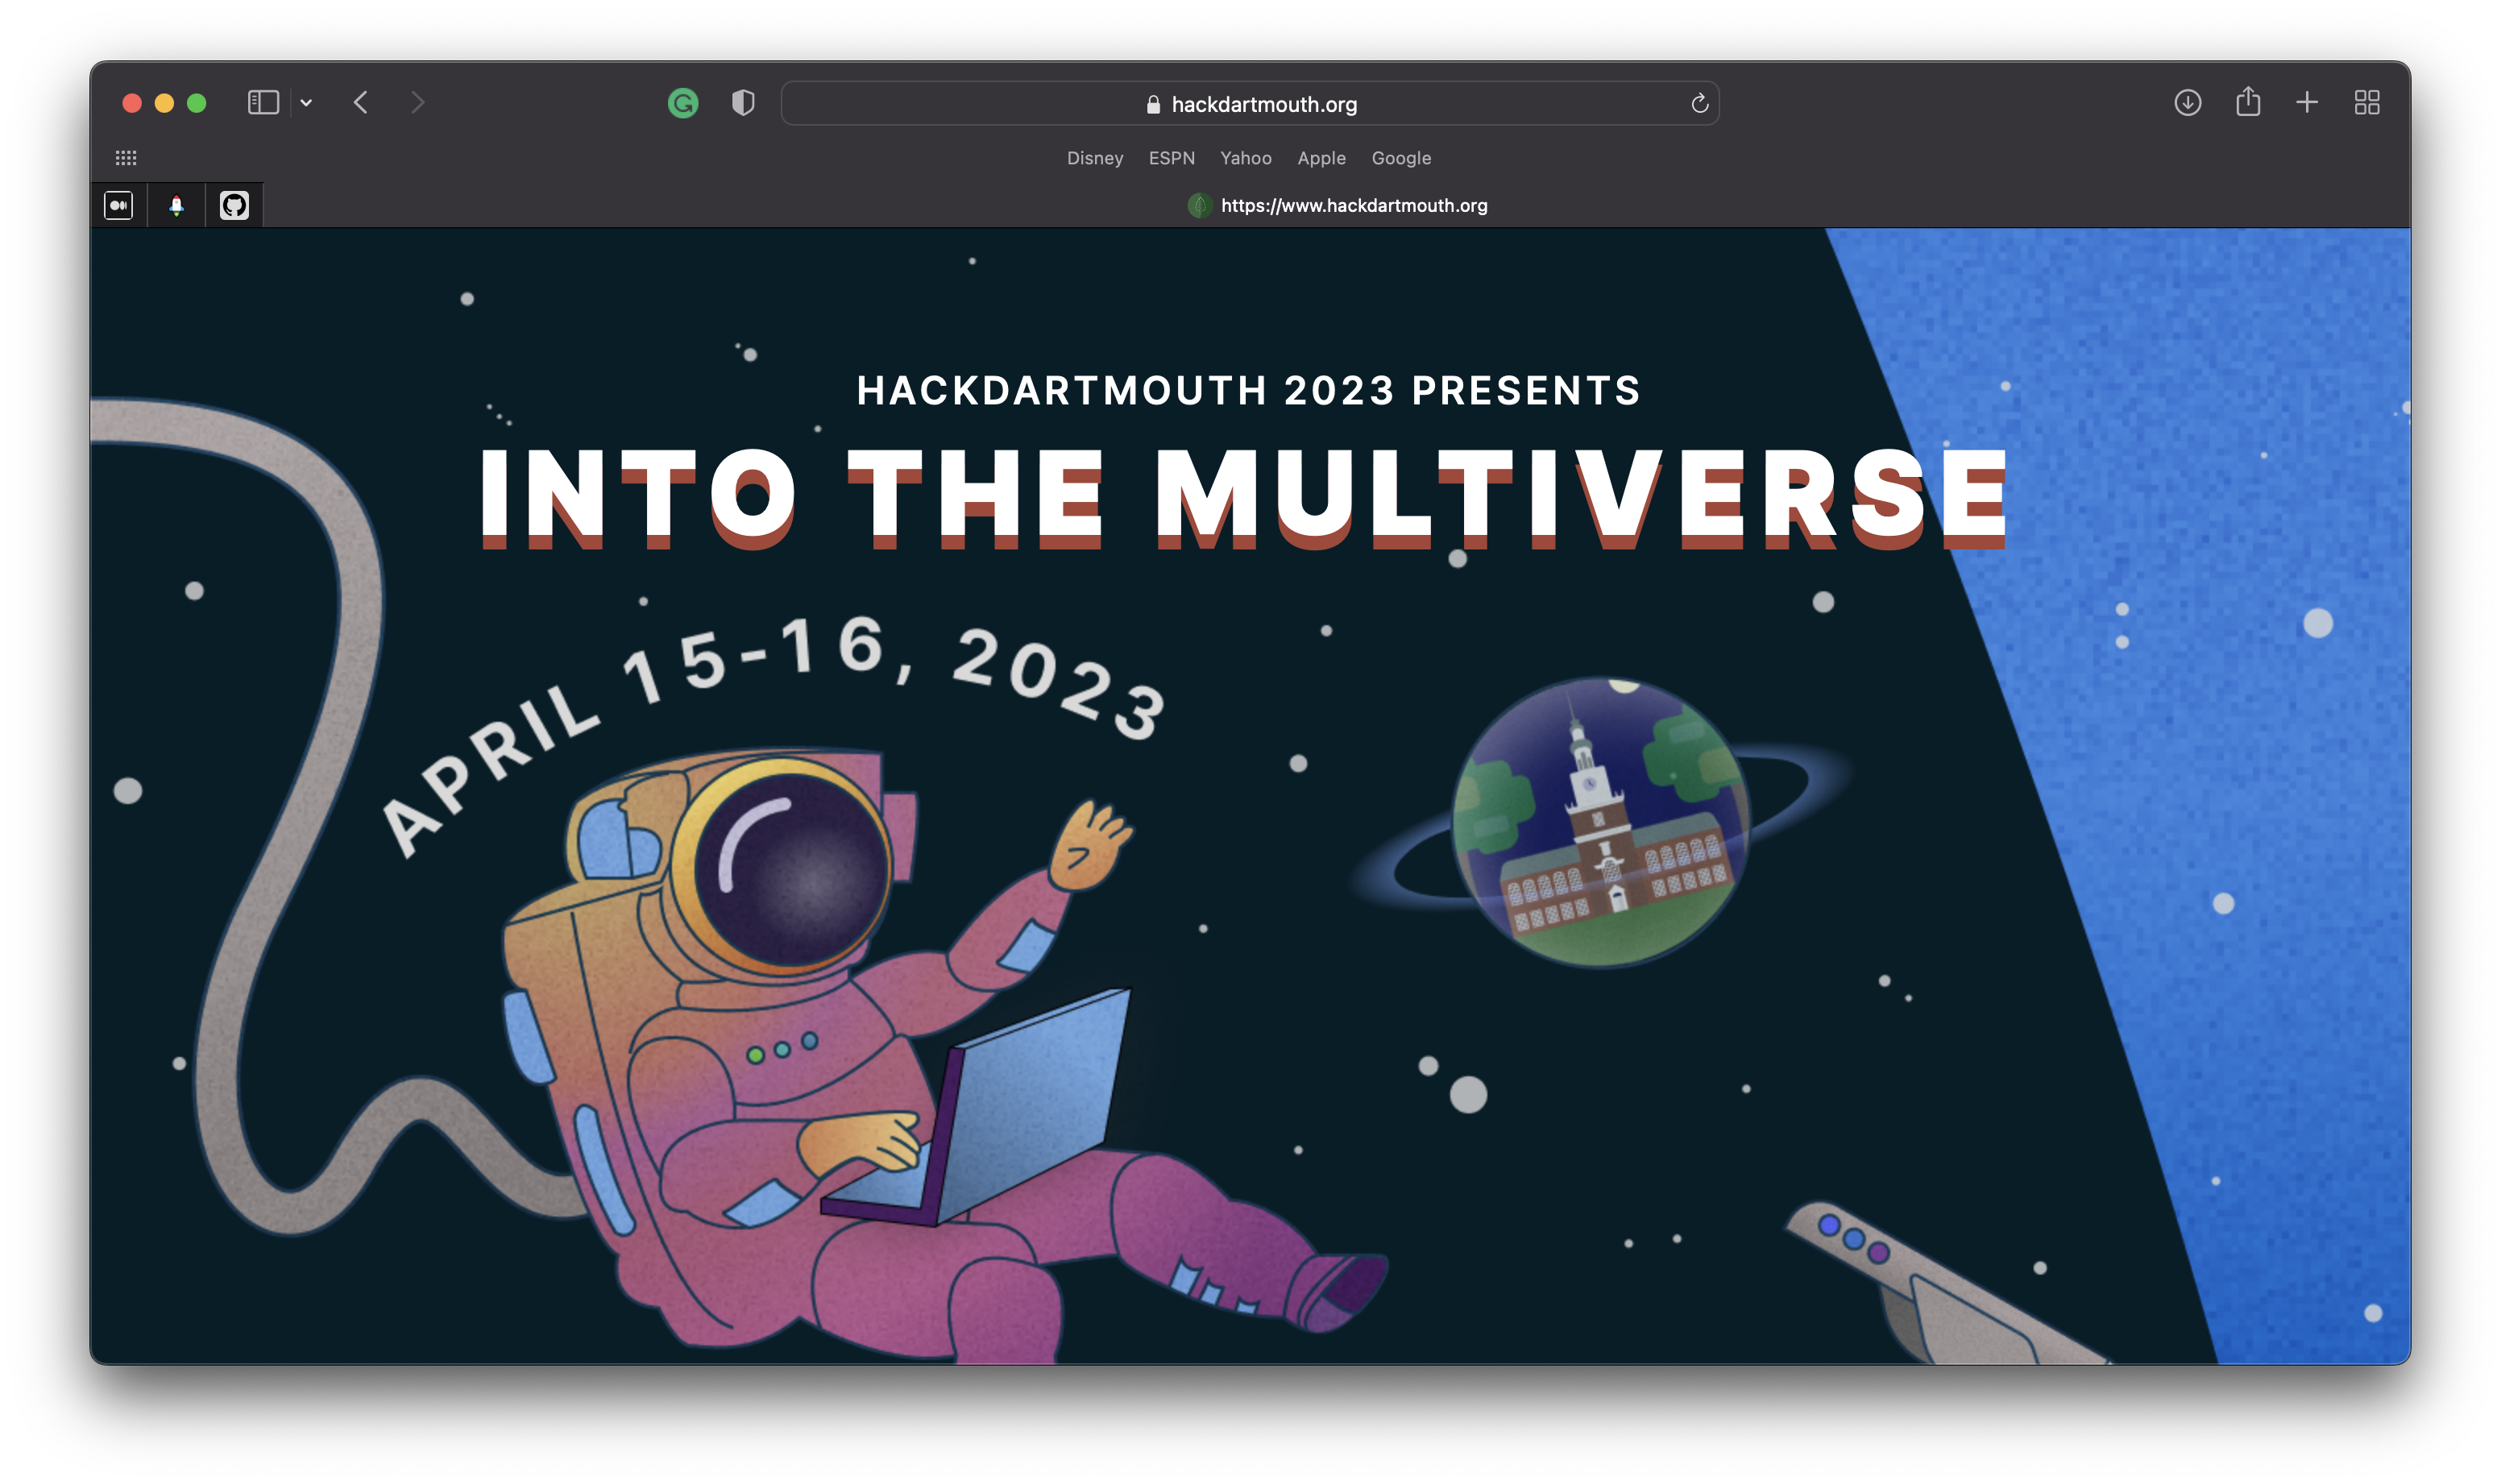 hackdartmouth.org
Disney ESPN Yahoo Apple Google
https://www.hackdartmouth.org
HACKDARTMOUTH 2023 PRESENTS
INTO THE MULTIVERSE
APRIL 15-16, 2023